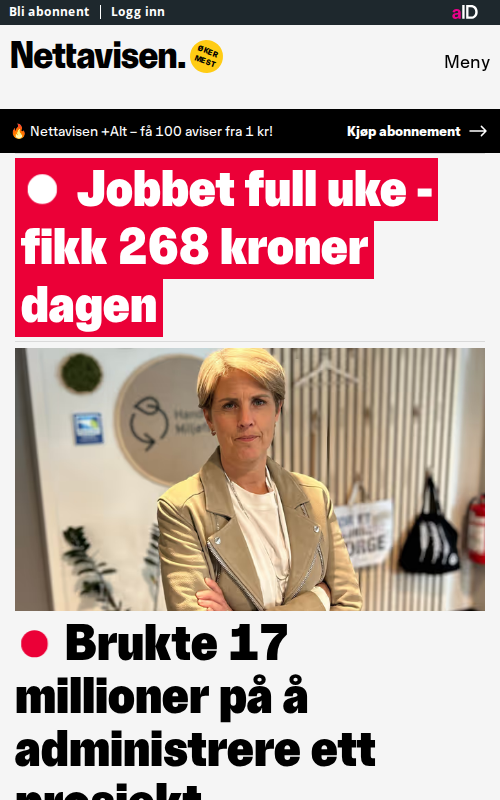 Bli abonnent | Logg inn
aID
Nettavisen.
ØKER
MEST
Meny
Nettavisen +Alt – få 100 aviser fra 1 kr!
Kjøp abonnement
Jobbet full uke -
fikk 268 kroner
dagen
Brukte 17
millioner på å
administrere ett
prosjekt